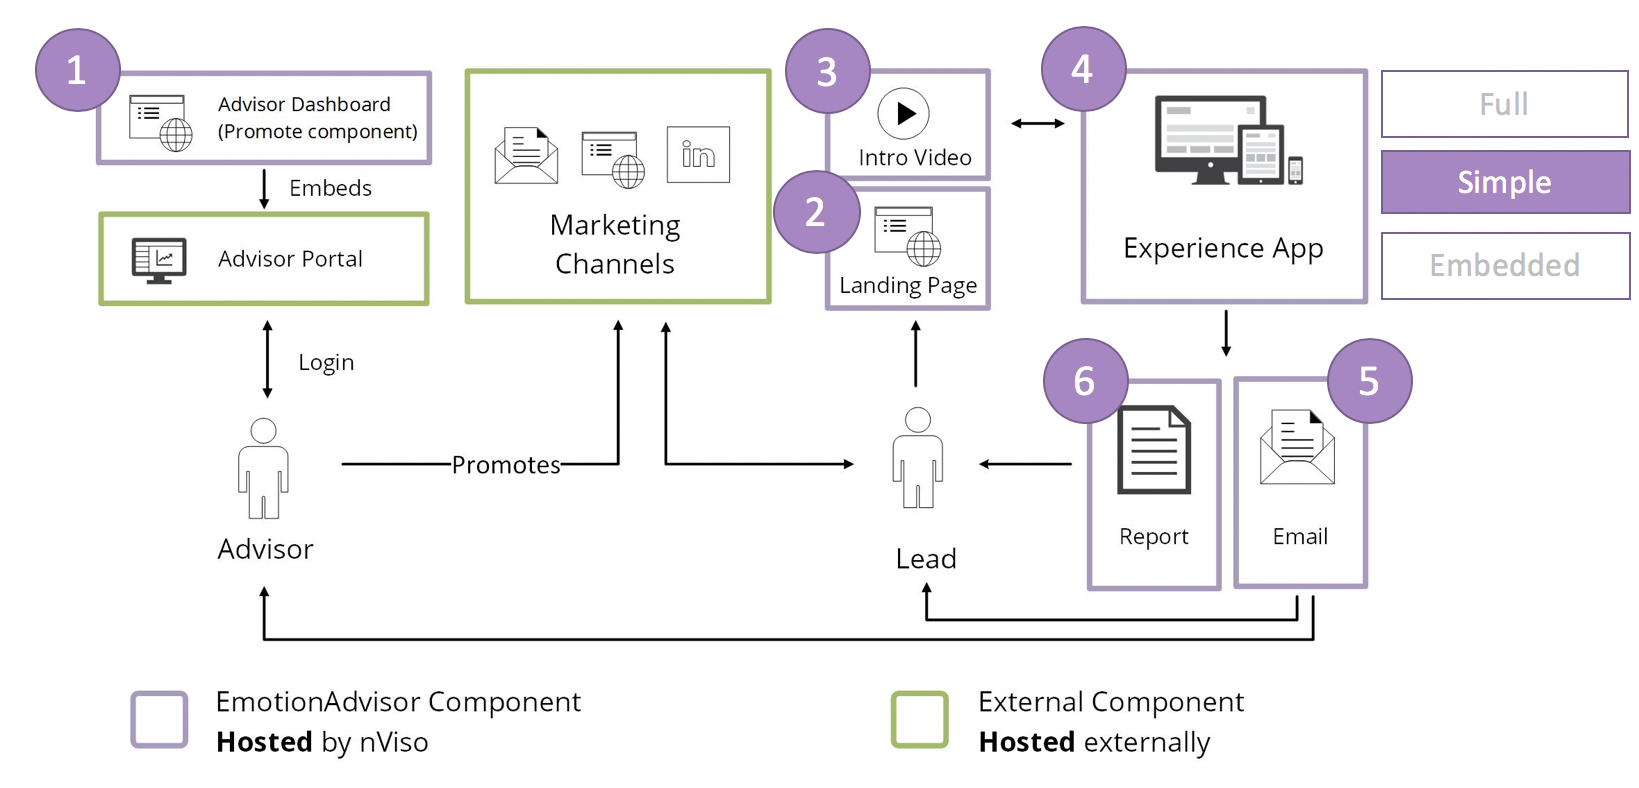 1
Advisor Dashboard
(Promote component)
Embeds
Advisor Portal
Login
Advisor
Promotes
in
Marketing
Channels
3
Intro Video
2
Landing Page
4
Experience App
Full
Simple
Embedded
Lead
6
Report
5
Email
EmotionAdvisor Component
Hosted by nViso
External Component
Hosted externally